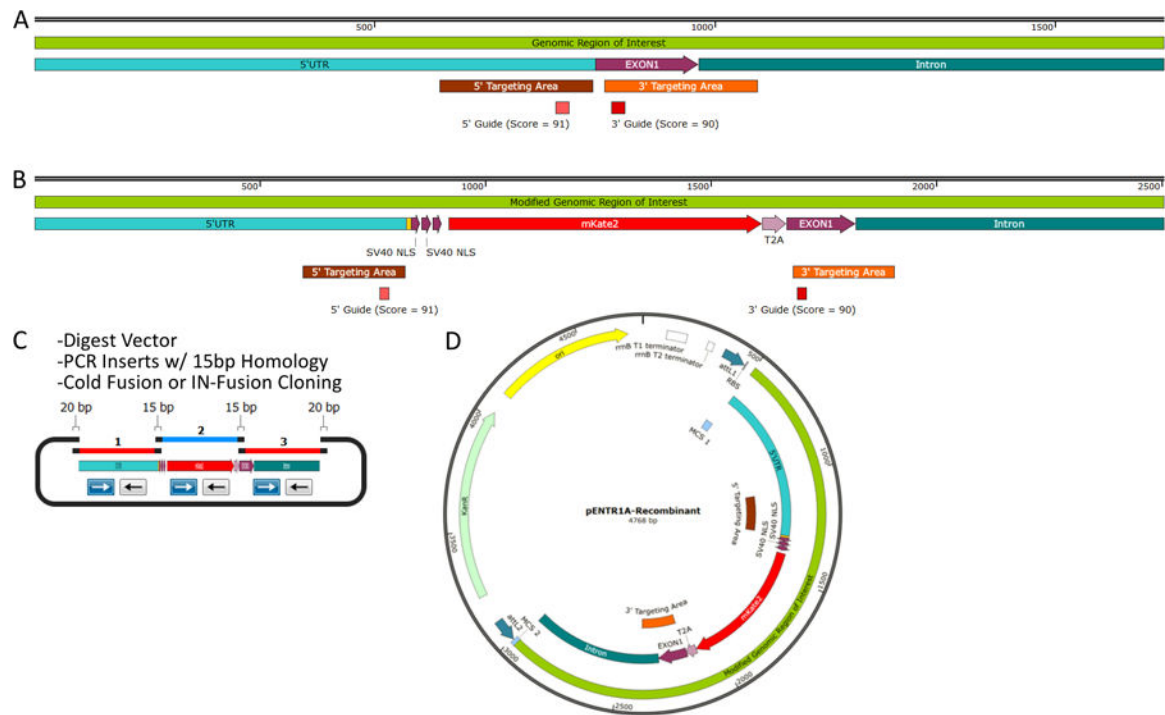 A
500
1000
1500
Genomic Region of Interest
5'UTR
EXON1
Intron
5' Targeting Area
3' Targeting Area
5' Guide (Score = 91)
3' Guide (Score = 90)
B
500
1000
1500
2000
2500
Modified Genomic Region of Interest
5'UTR
mKate2
EXON1
Intron
SV40 NLS
SV40 NLS
T2A
5' Targeting Area
3' Targeting Area
5' Guide (Score = 91)
3' Guide (Score = 90)
C
-Digest Vector
-PCR Inserts w/ 15bp Homology
-Cold Fusion or IN-Fusion Cloning
20 bp
15 bp
15 bp
20 bp
1
2
3
D
4500
ori
rrnB T1 terminator
rrnB T2 terminator
attL1
500
RBS
MCS 1
4000
KanR
3500
5'UTR
1000
5' Targeting Area
SV40 NLS
SV40 NLS
pENTR1A-Recombinant
4768 bp
1500
mKate2
Modified Genomic Region of Interest
3' Targeting Area
T2A
EXON1
Intron
MCS 2
attL2
3000
2500
2000